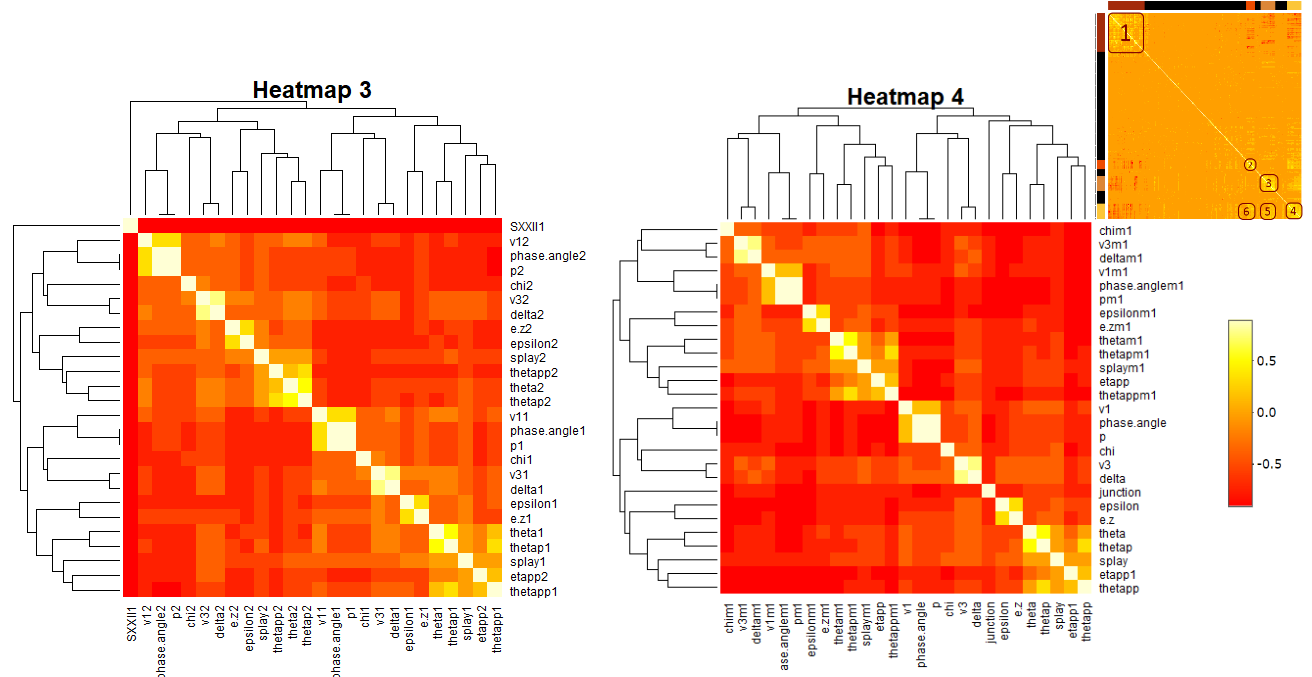 Heatmap 3
SXXII1
v12
phase.angle2
p2
chi2
v32
delta2
e.z2
epsilon2
splay2
thetapp2
theta2
thetap2
v11
phase.angle1
p1
chi1
v31
delta1
epsilon1
e.z1
theta1
thetap1
splay1
etapp2
thetapp1
SXXII1
v12
phase.angle2
p2
chi2
v32
delta2
e.z2
epsilon2
splay2
thetapp2
theta2
thetap2
v11
phase.angle1
p1
chi1
v31
delta1
epsilon1
e.z1
theta1
thetap1
splay1
etapp2
thetapp1
Heatmap 4
chim1
v3m1
deltam1
v1m1
phase.anglem1
pm1
epsilonm1
e.zm1
thetam1
thetapm1
splaym1
etapp
thetappm1
v1
phase.angle
p
chi
v3
delta
junction
epsilon
e.z
theta
thetap
splay
etapp1
thetapp
chim1
v3m1
deltam1
v1m1
ase.anglem1
pm1
epsilonm1
e.zm1
thetam1
thetapm1
splaym1
etapp
thetappm1
v1
phase.angle
p
chi
v3
delta
junction
epsilon
e.z
theta
thetap
splay
etapp1
thetapp
1
2
3
6 5 4
0.5
0.0
-0.5